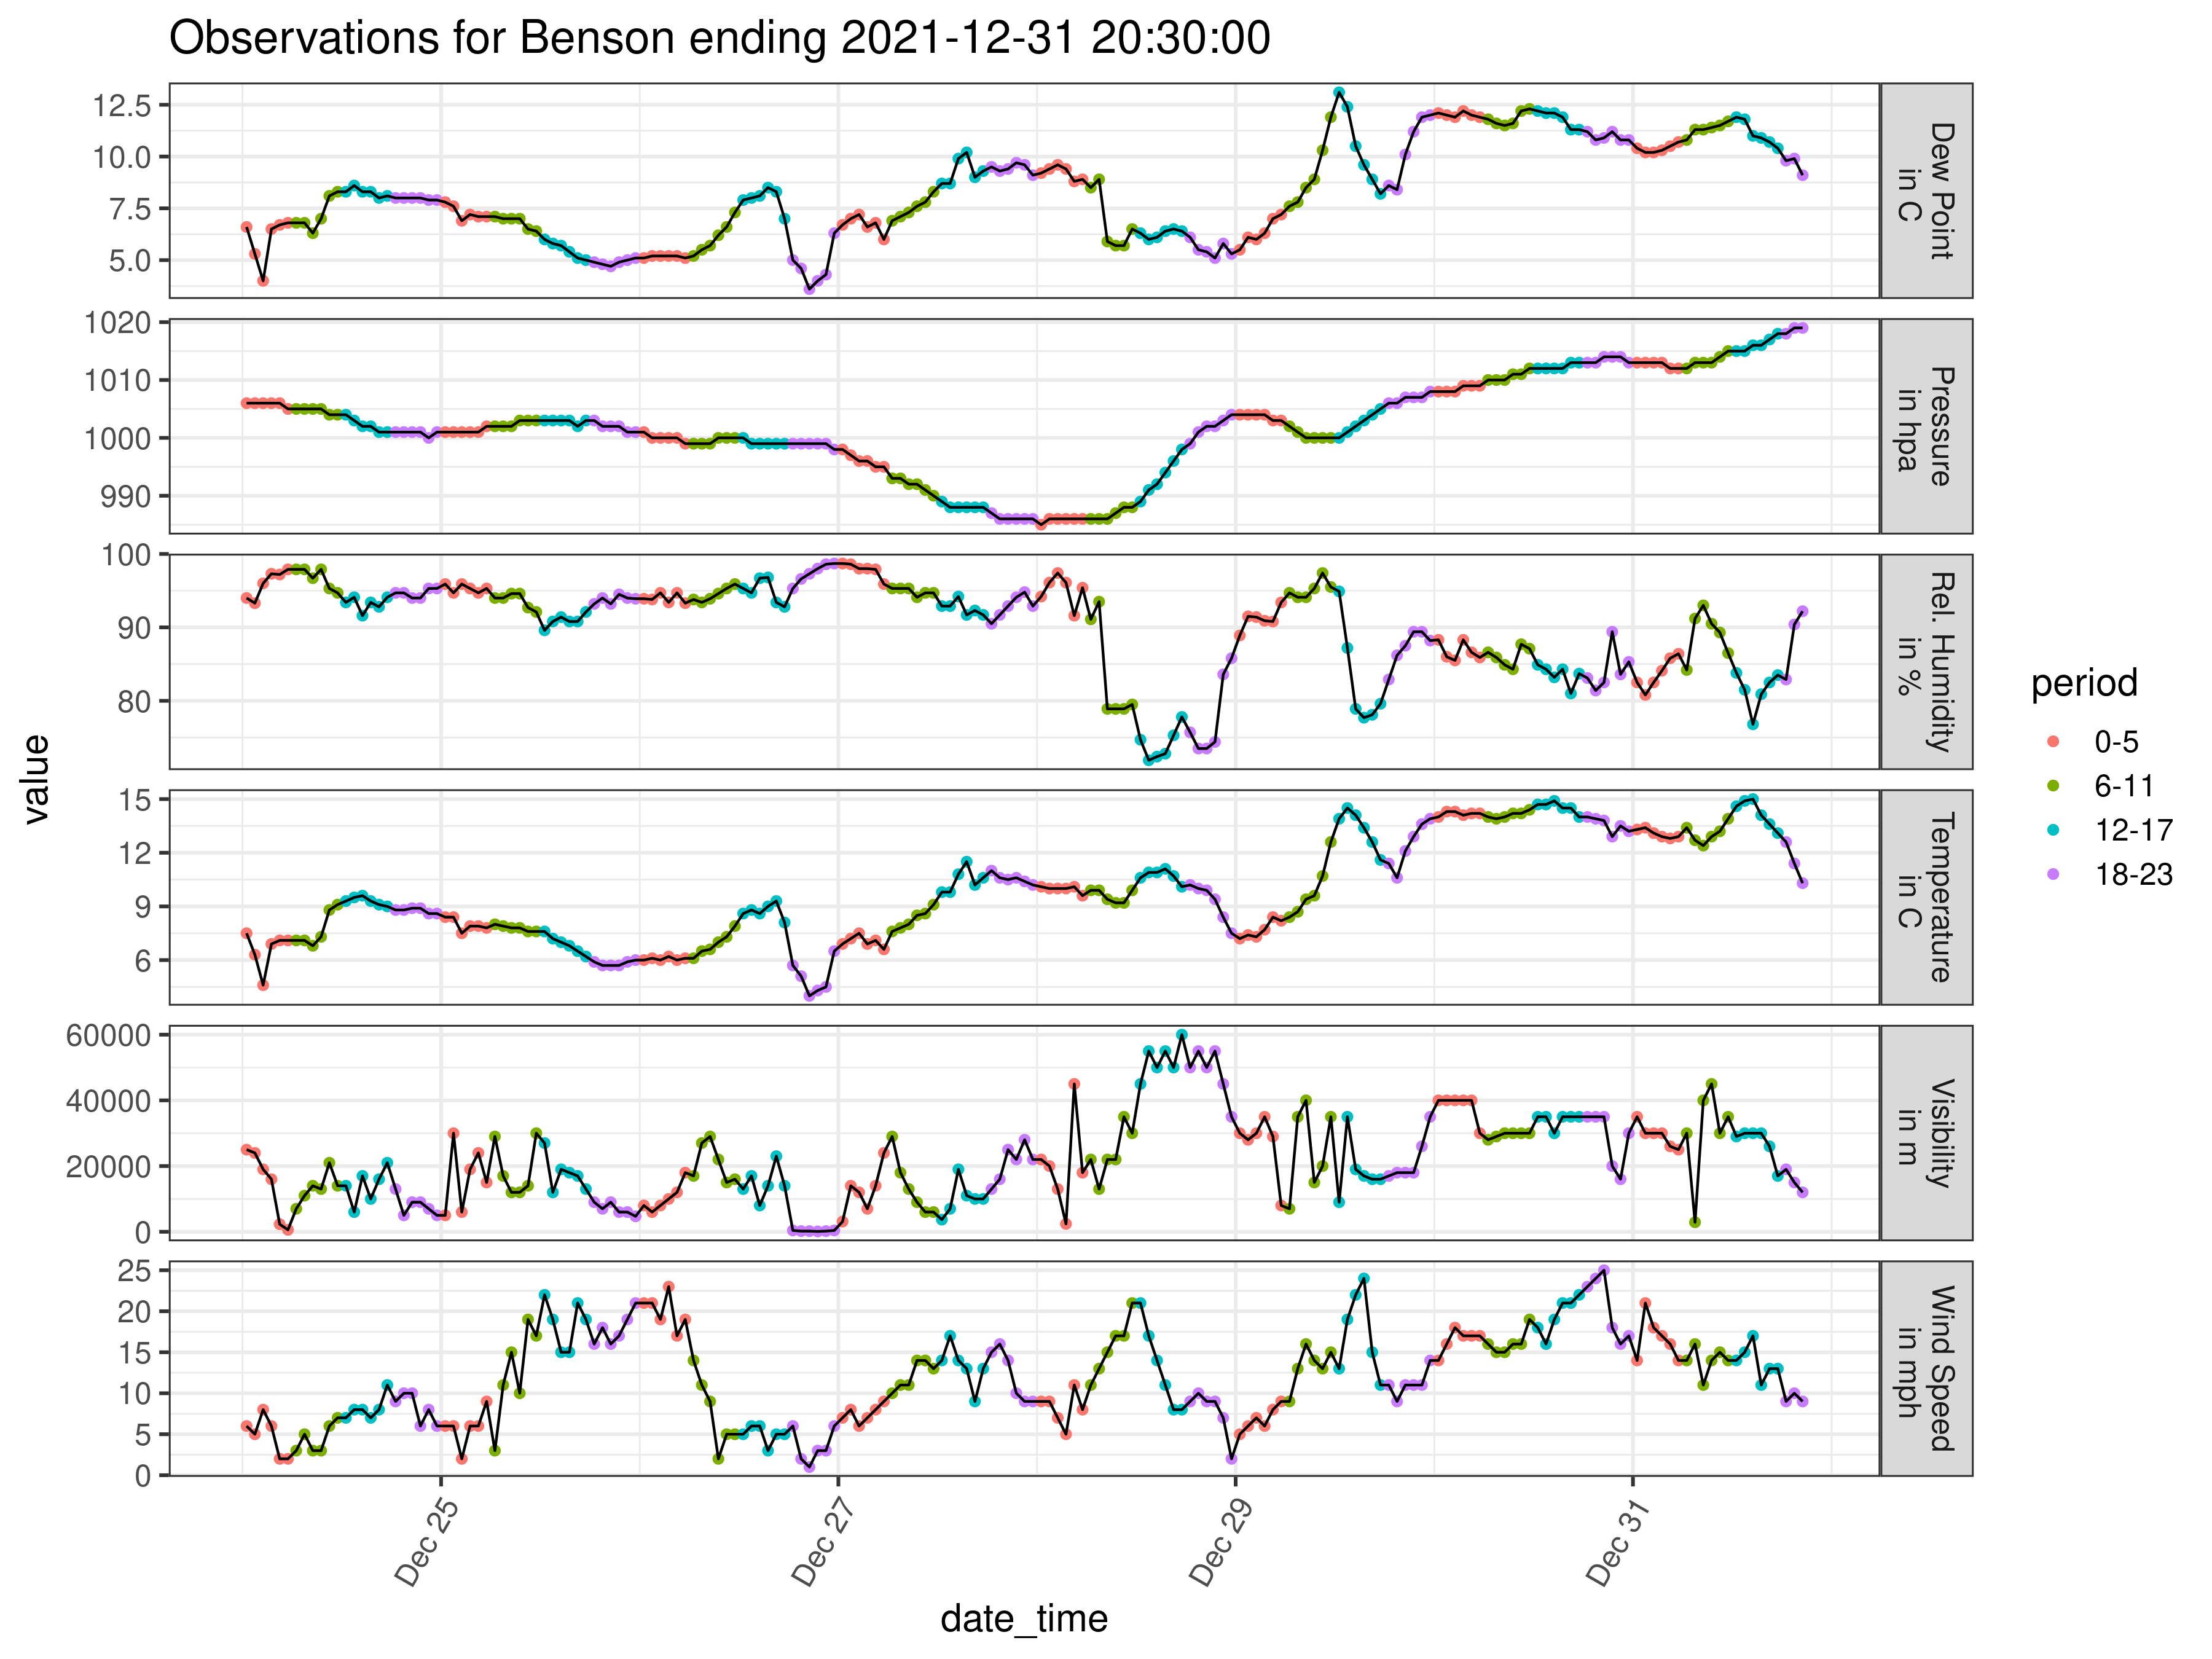 Observations for Benson ending 2021-12-31 20:30:00
value
12.5
10.0
7.5
5.0
Dew Point
in C
1020
1010
1000
990
Pressure
in hpa
100
90
80
Rel. Humidity
in %
15
12
9
6
Temperature
in C
60000
40000
20000
0
Visibility
in m
25
20
15
10
5
0
Wind Speed
in mph
Dec 25
Dec 27
Dec 29
Dec 31
date_time
period
0-5
6-11
12-17
18-23